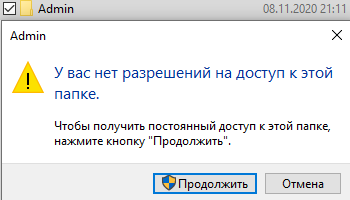 Admin 08.11.2020 21:11
Admin
У вас нет разрешений на доступ к этой
папке.
Чтобы получить постоянный доступ к этой папке,
нажмите кнопку "Продолжить".
Продолжить Отмена